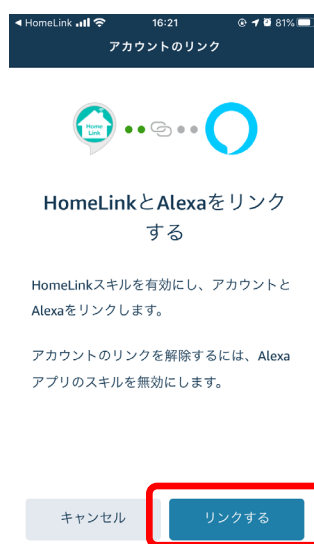 ◀ HomeLink 16:21 81%
アカウントのリンク
Home
Link
HomeLinkとAlexaをリンク
する
HomeLinkスキルを有効にし、アカウントと
Alexaをリンクします。
アカウントのリンクを解除するには、Alexa
アプリのスキルを無効にします。
キャンセル リンクする